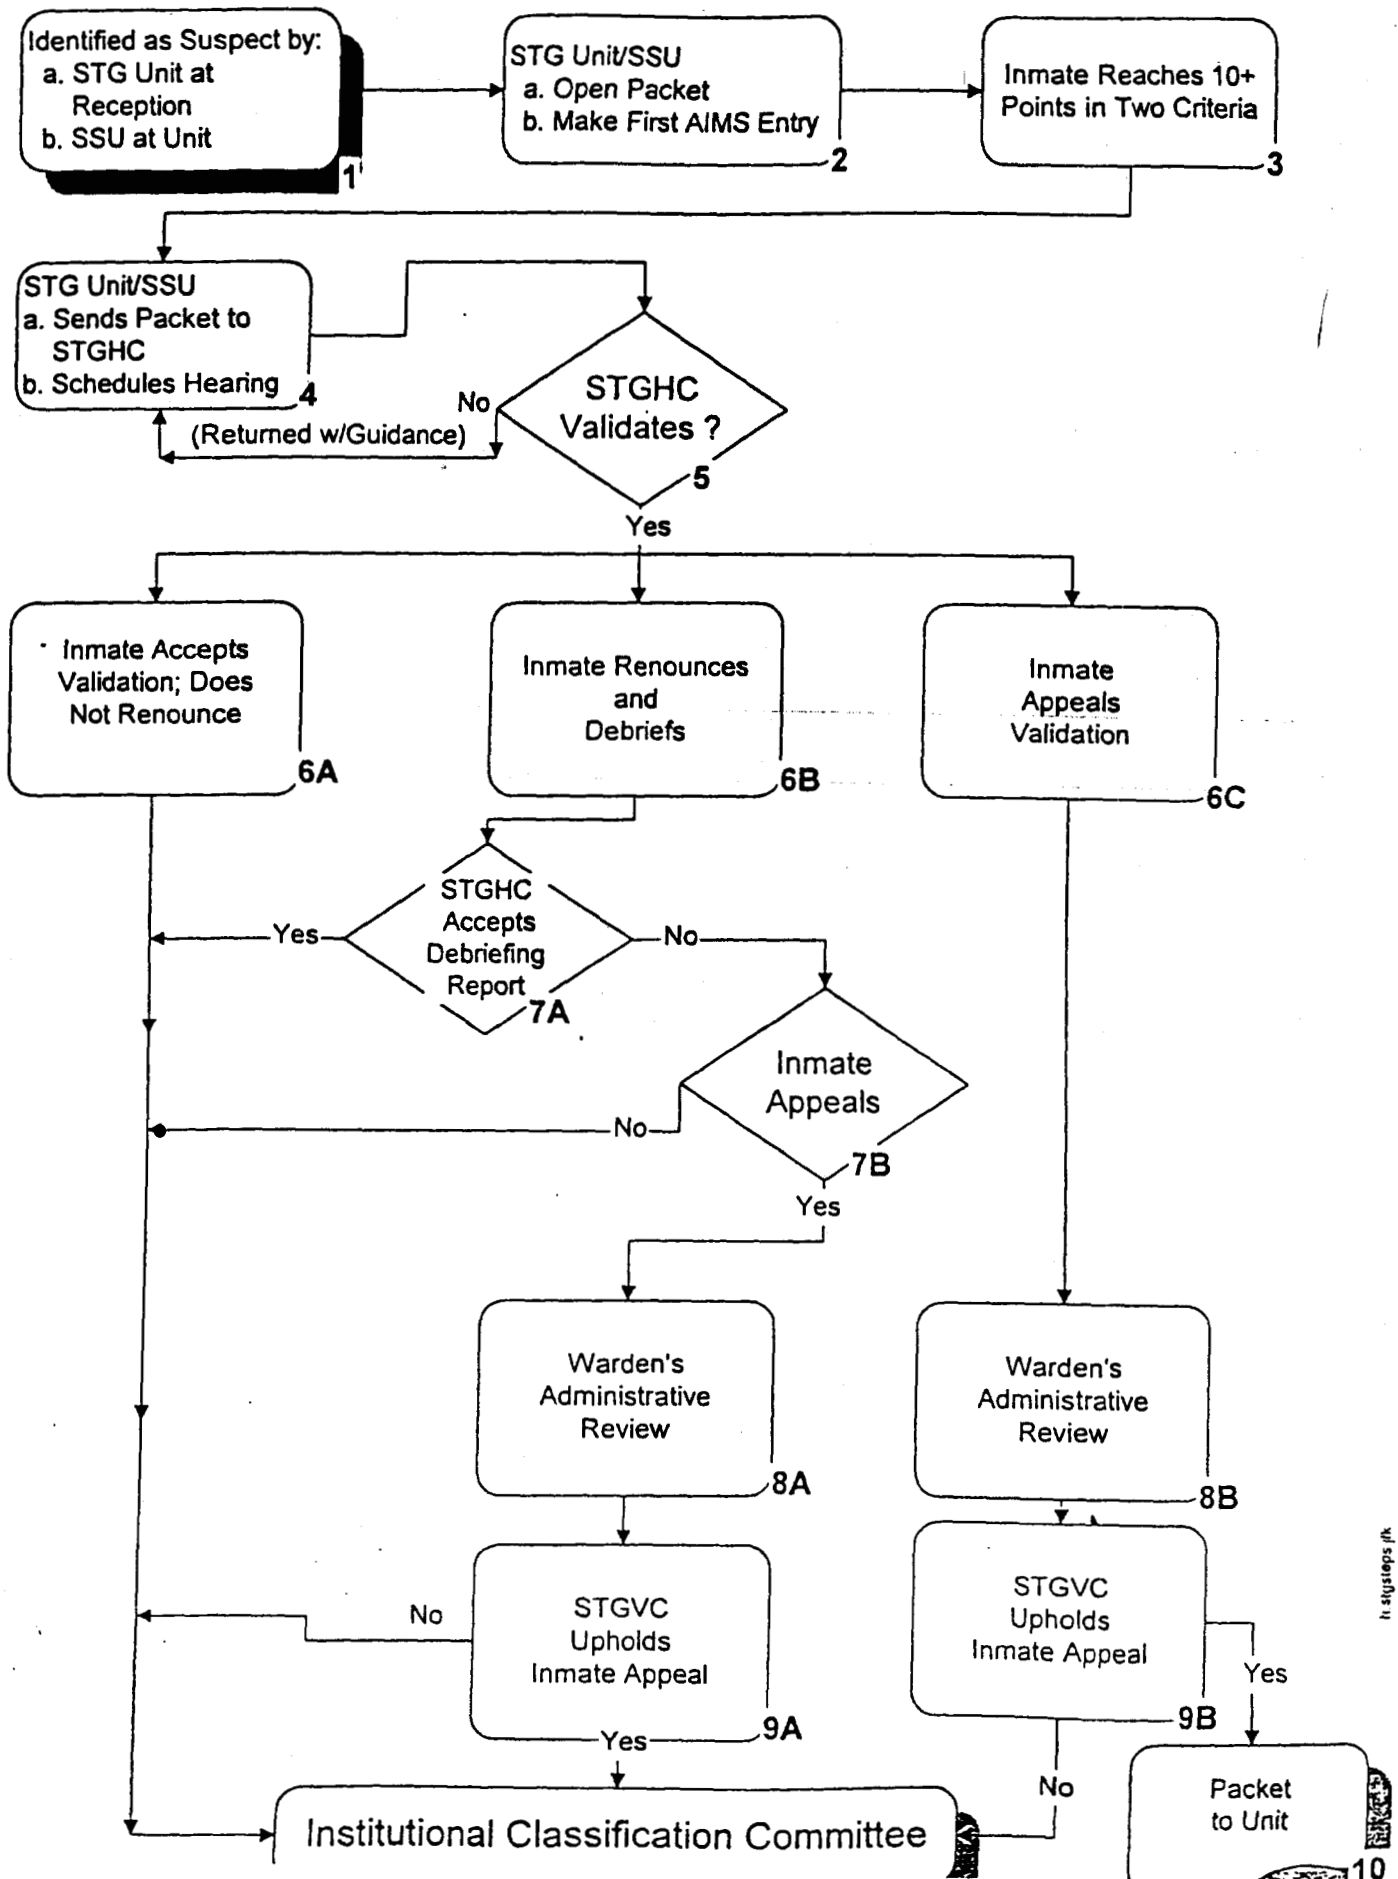 Identified as Suspect by:
a. STG Unit at
Reception
b. SSU at Unit
1
STG Unit/SSU
a. Open Packet
b. Make First AIMS Entry
2
Inmate Reaches 10+
Points in Two Criteria
3
STG Unit/SSU
a. Sends Packet to
STGHC
b. Schedules Hearing
4
STGHC
Validates ?
5
No
(Returned w/Guidance)
Yes
Inmate Accepts
Validation; Does
Not Renounce
6A
Inmate Renounces
and
Debriefs
6B
Inmate
Appeals
Validation
6C
STGHC
Accepts
Debriefing
Report
7A
Yes
No
Inmate
Appeals
7B
No
Yes
Warden's
Administrative
Review
8A
Warden's
Administrative
Review
8B
STGVC
Upholds
Inmate Appeal
9A
No
Yes
STGVC
Upholds
Inmate Appeal
9B
Yes
No
Packet
to Unit
10
Institutional Classification Committee